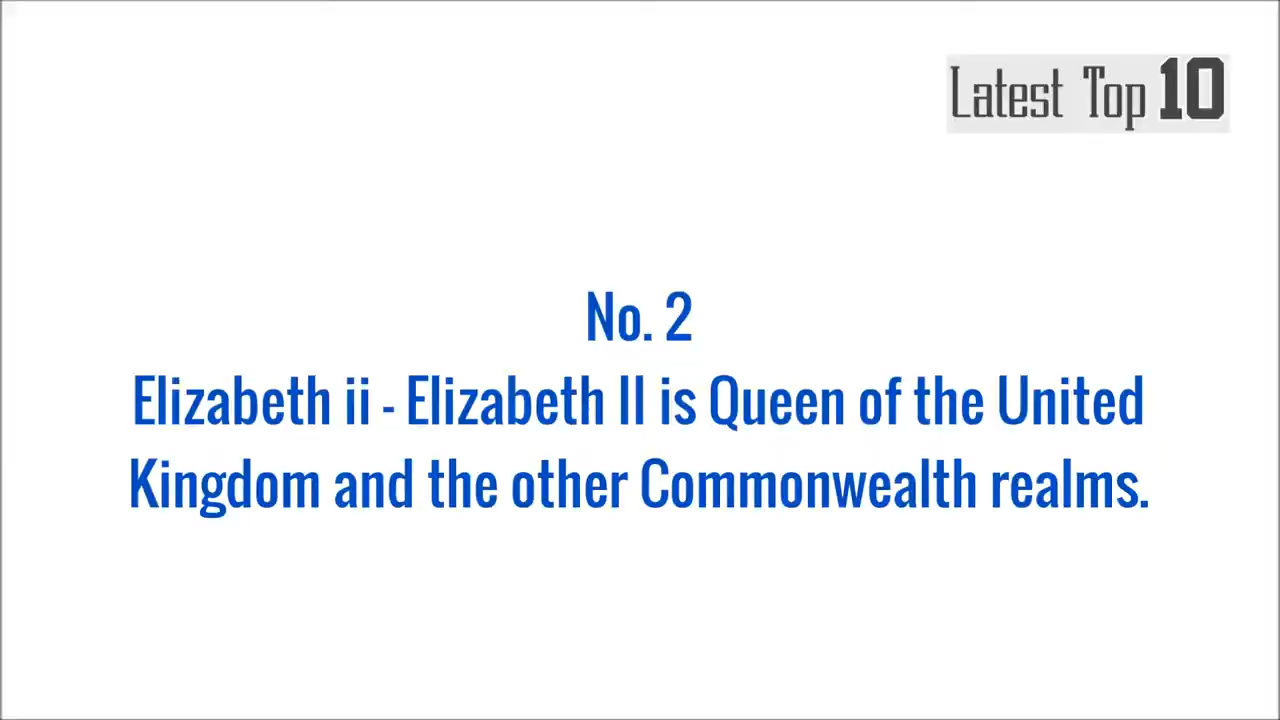 Latest Top 10
No. 2
Elizabeth ii - Elizabeth II is Queen of the United
Kingdom and the other Commonwealth realms.